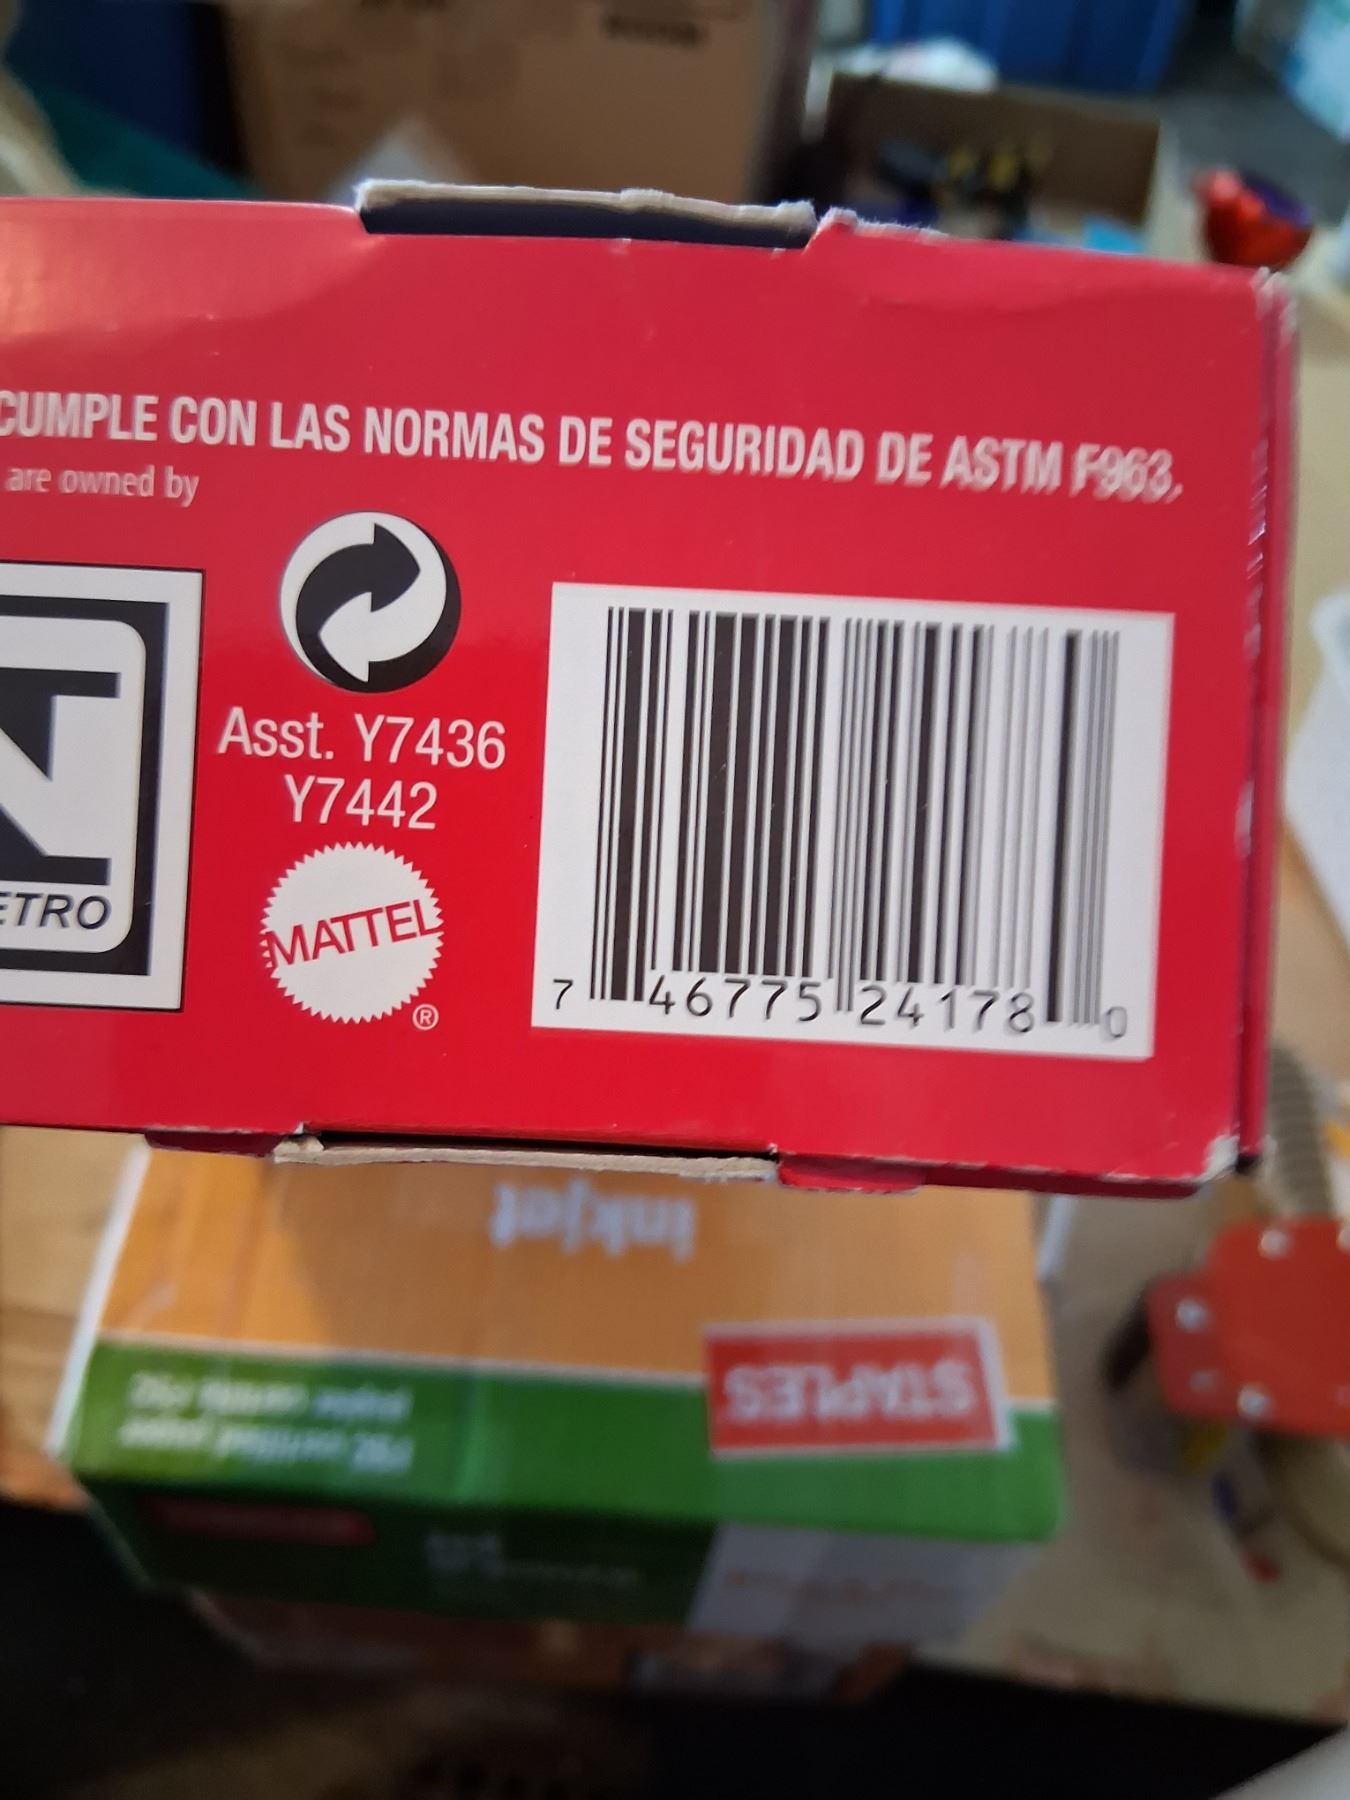 CUMPLE CON LAS NORMAS DE SEGURIDAD DE ASTM F963,
are owned by
ETRO
Asst. Y7436
Y7442
MATTEL
®
7 46775 24178 0
inkjet
STAPLES